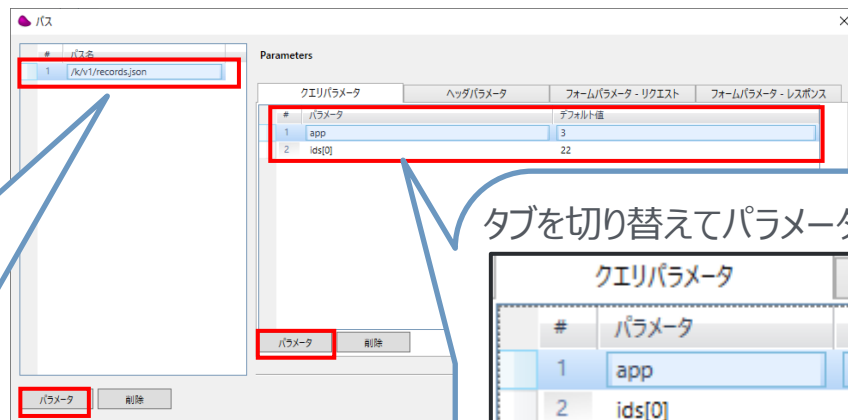 パス
# パス名
1 /k/v1/records.json
パラメータ 削除
Parameters
クエリパラメータ ヘッダパラメータ フォームパラメータ - リクエスト フォームパラメータ - レスポンス
# パラメータ デフォルト値
1 app 3
2 ids[0] 22
パラメータ 削除
タブを切り替えてパラメータ
クエリパラメータ
# パラメータ
1 app
2 ids[0]